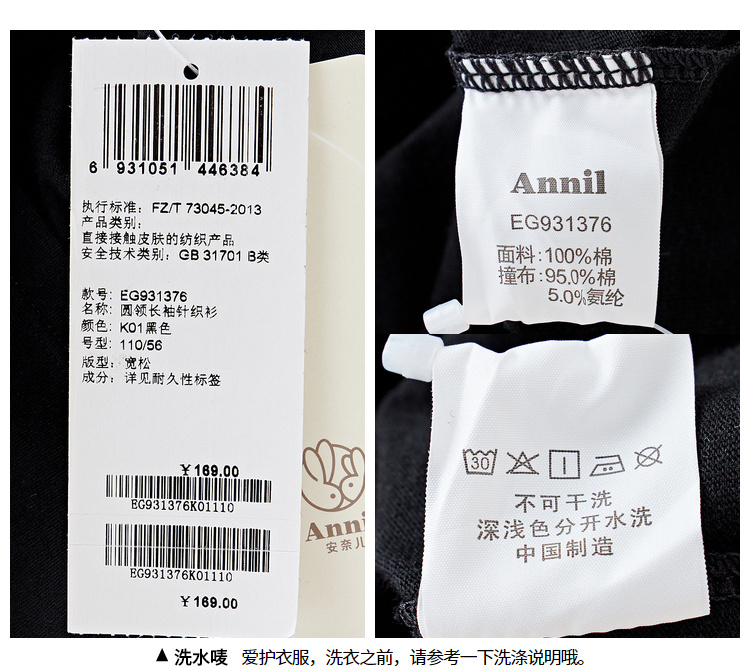 6 931051 446384
执行标准: FZ/T 73045-2013
产品类别:
直接接触皮肤的纺织产品
安全技术类别: GB 31701 B类
款号: EG931376
名称: 圆领长袖针织衫
颜色: K01黑色
号型: 110/56
版型: 宽松
成分: 详见耐久性标签
￥169.00
EG931376K01110
EG931376K01110
￥169.00
Anni
安奈儿
Annil
EG931376
面料:100%棉
撞布:95.0%棉
5.0%氨纶
30
不可干洗
深浅色分开水洗
中国制造
▲ 洗水唛 爱护衣服，洗衣之前，请参考一下洗涤说明哦。